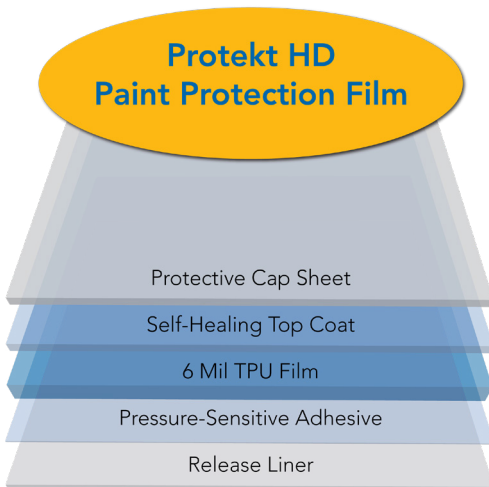 Protekt HD
Paint Protection Film
Protective Cap Sheet
Self-Healing Top Coat
6 Mil TPU Film
Pressure-Sensitive Adhesive
Release Liner